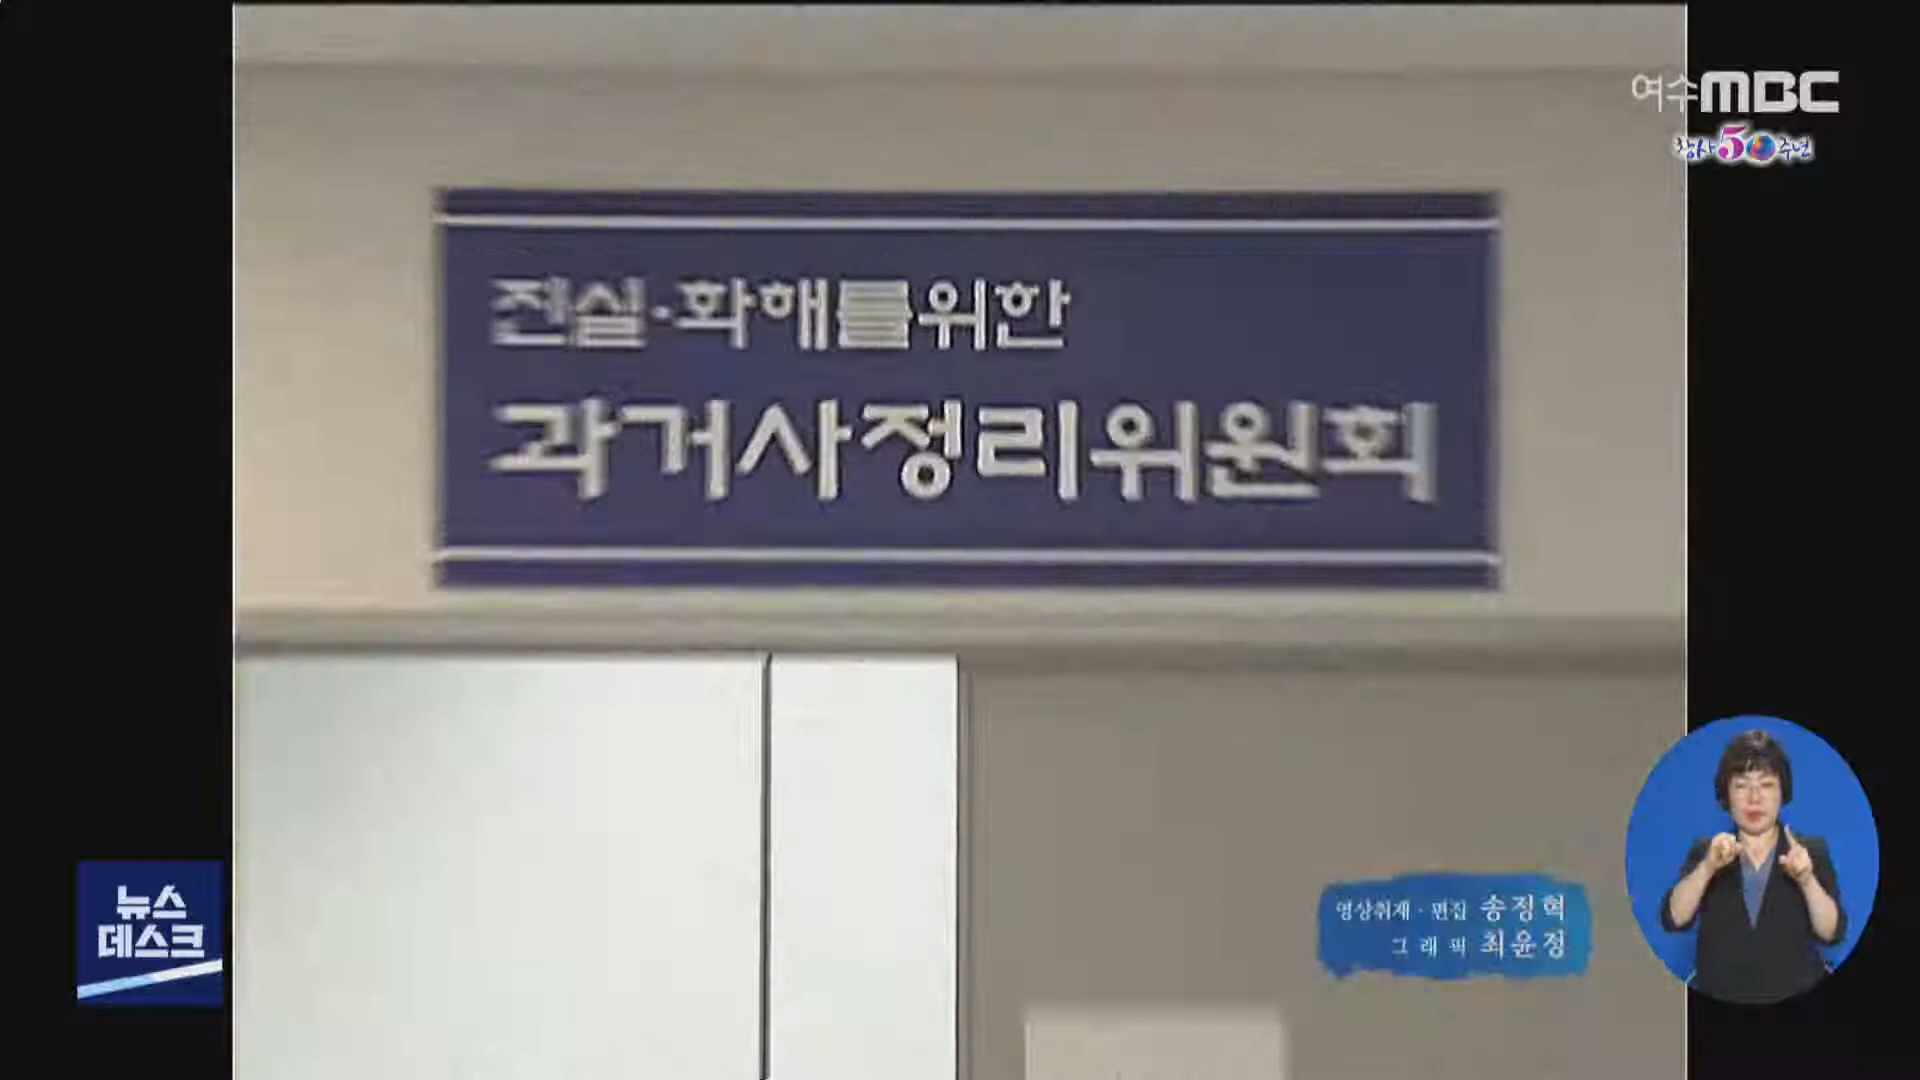 여수MBC
창사50주년
진실·화해를위한
과거사정리위원회
뉴스
데스크
영상취재·편집 송정혁
그래픽 최윤정